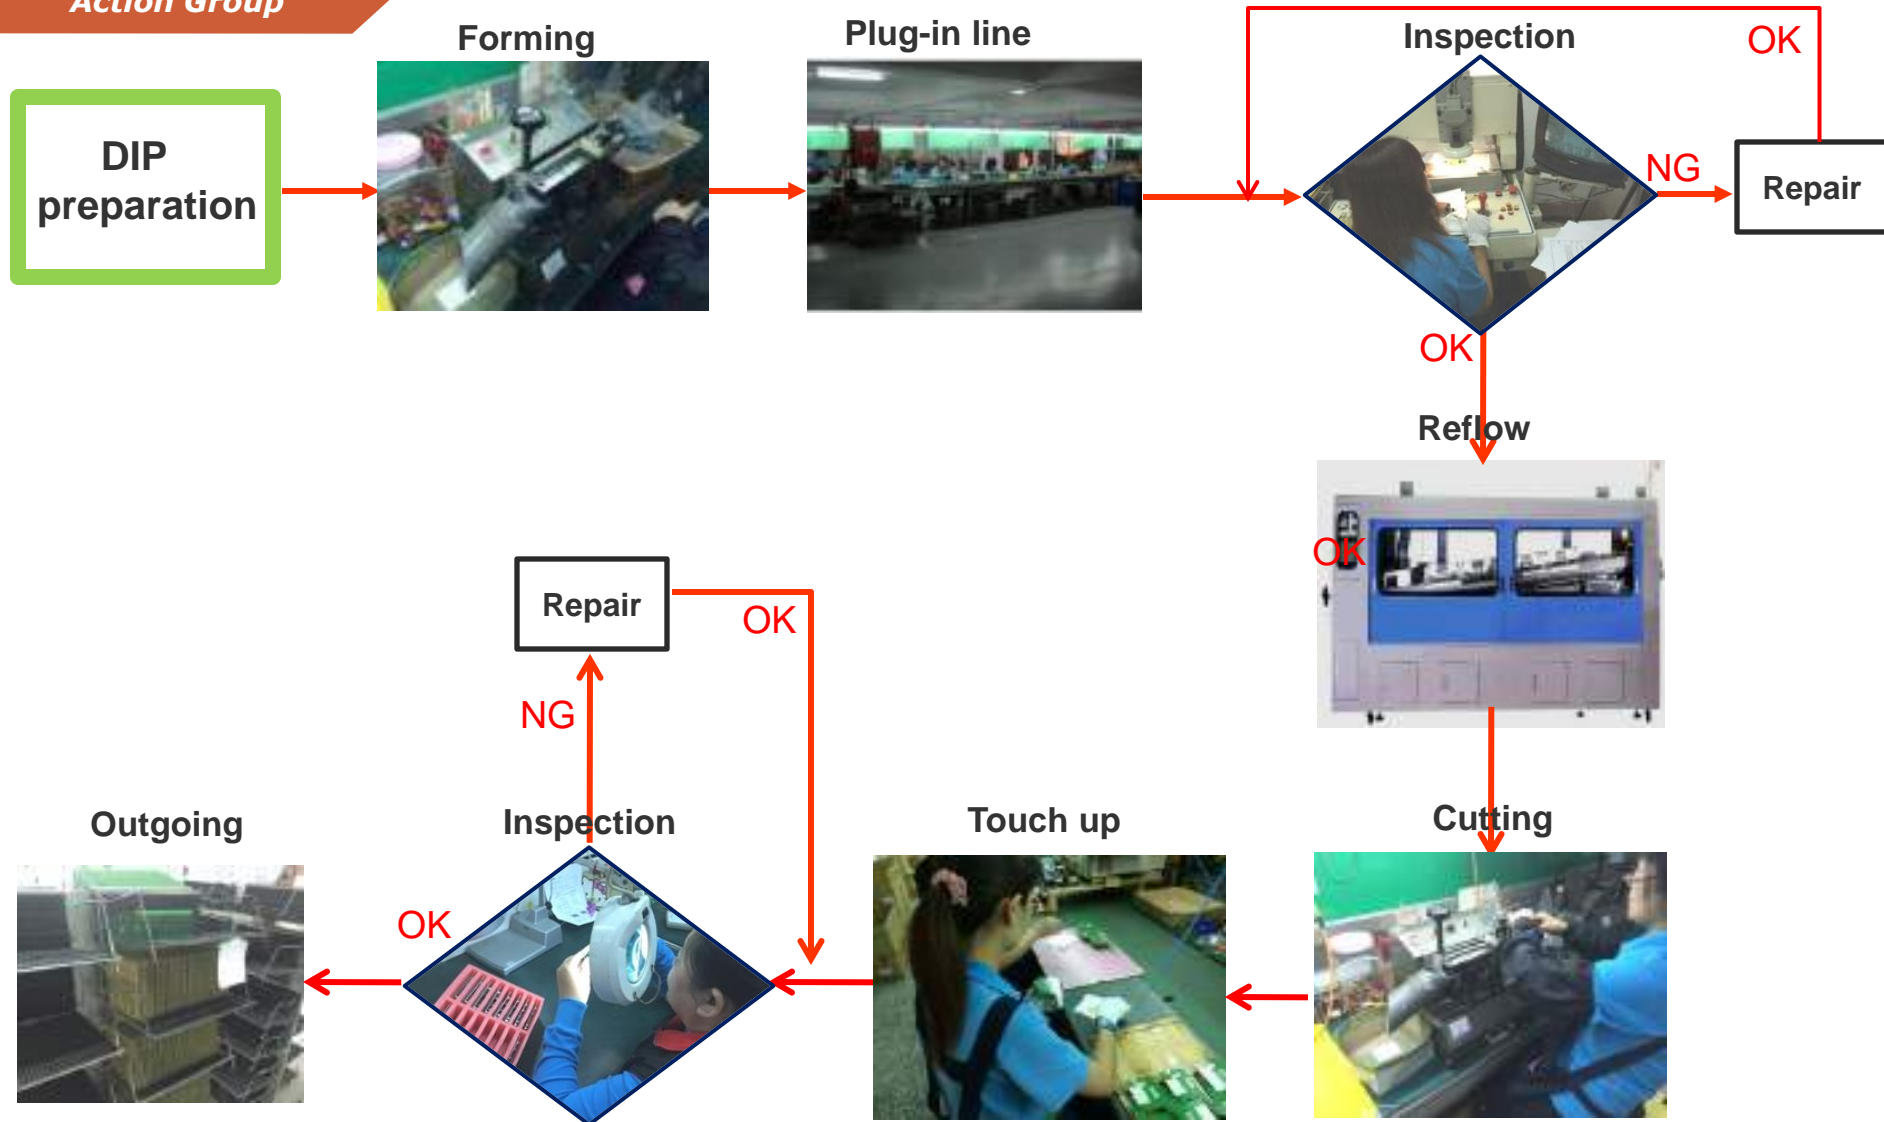 Action Group
Forming
Plug-in line
Inspection
OK
DIP
preparation
NG
Repair
OK
Reflow
OK
Repair
OK
NG
Outgoing
Inspection
Touch up
Cutting
OK